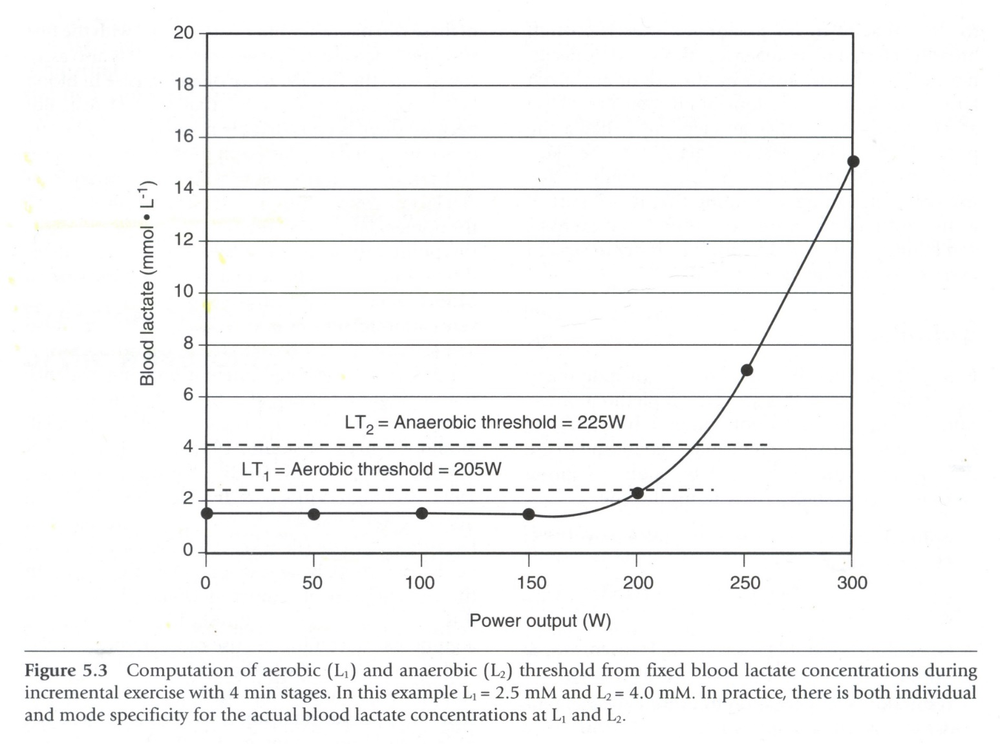 20
18
16
14
12
10
8
6
4
2
0
Blood lactate (mmol • L⁻¹)
LT₂ = Anaerobic threshold = 225W
LT₁ = Aerobic threshold = 205W
0 50 100 150 200 250 300
Power output (W)
Figure 5.3 Computation of aerobic (L₁) and anaerobic (L₂) threshold from fixed blood lactate concentrations during
incremental exercise with 4 min stages. In this example L₁ = 2.5 mM and L₂ = 4.0 mM. In practice, there is both individual
and mode specificity for the actual blood lactate concentrations at L₁ and L₂.